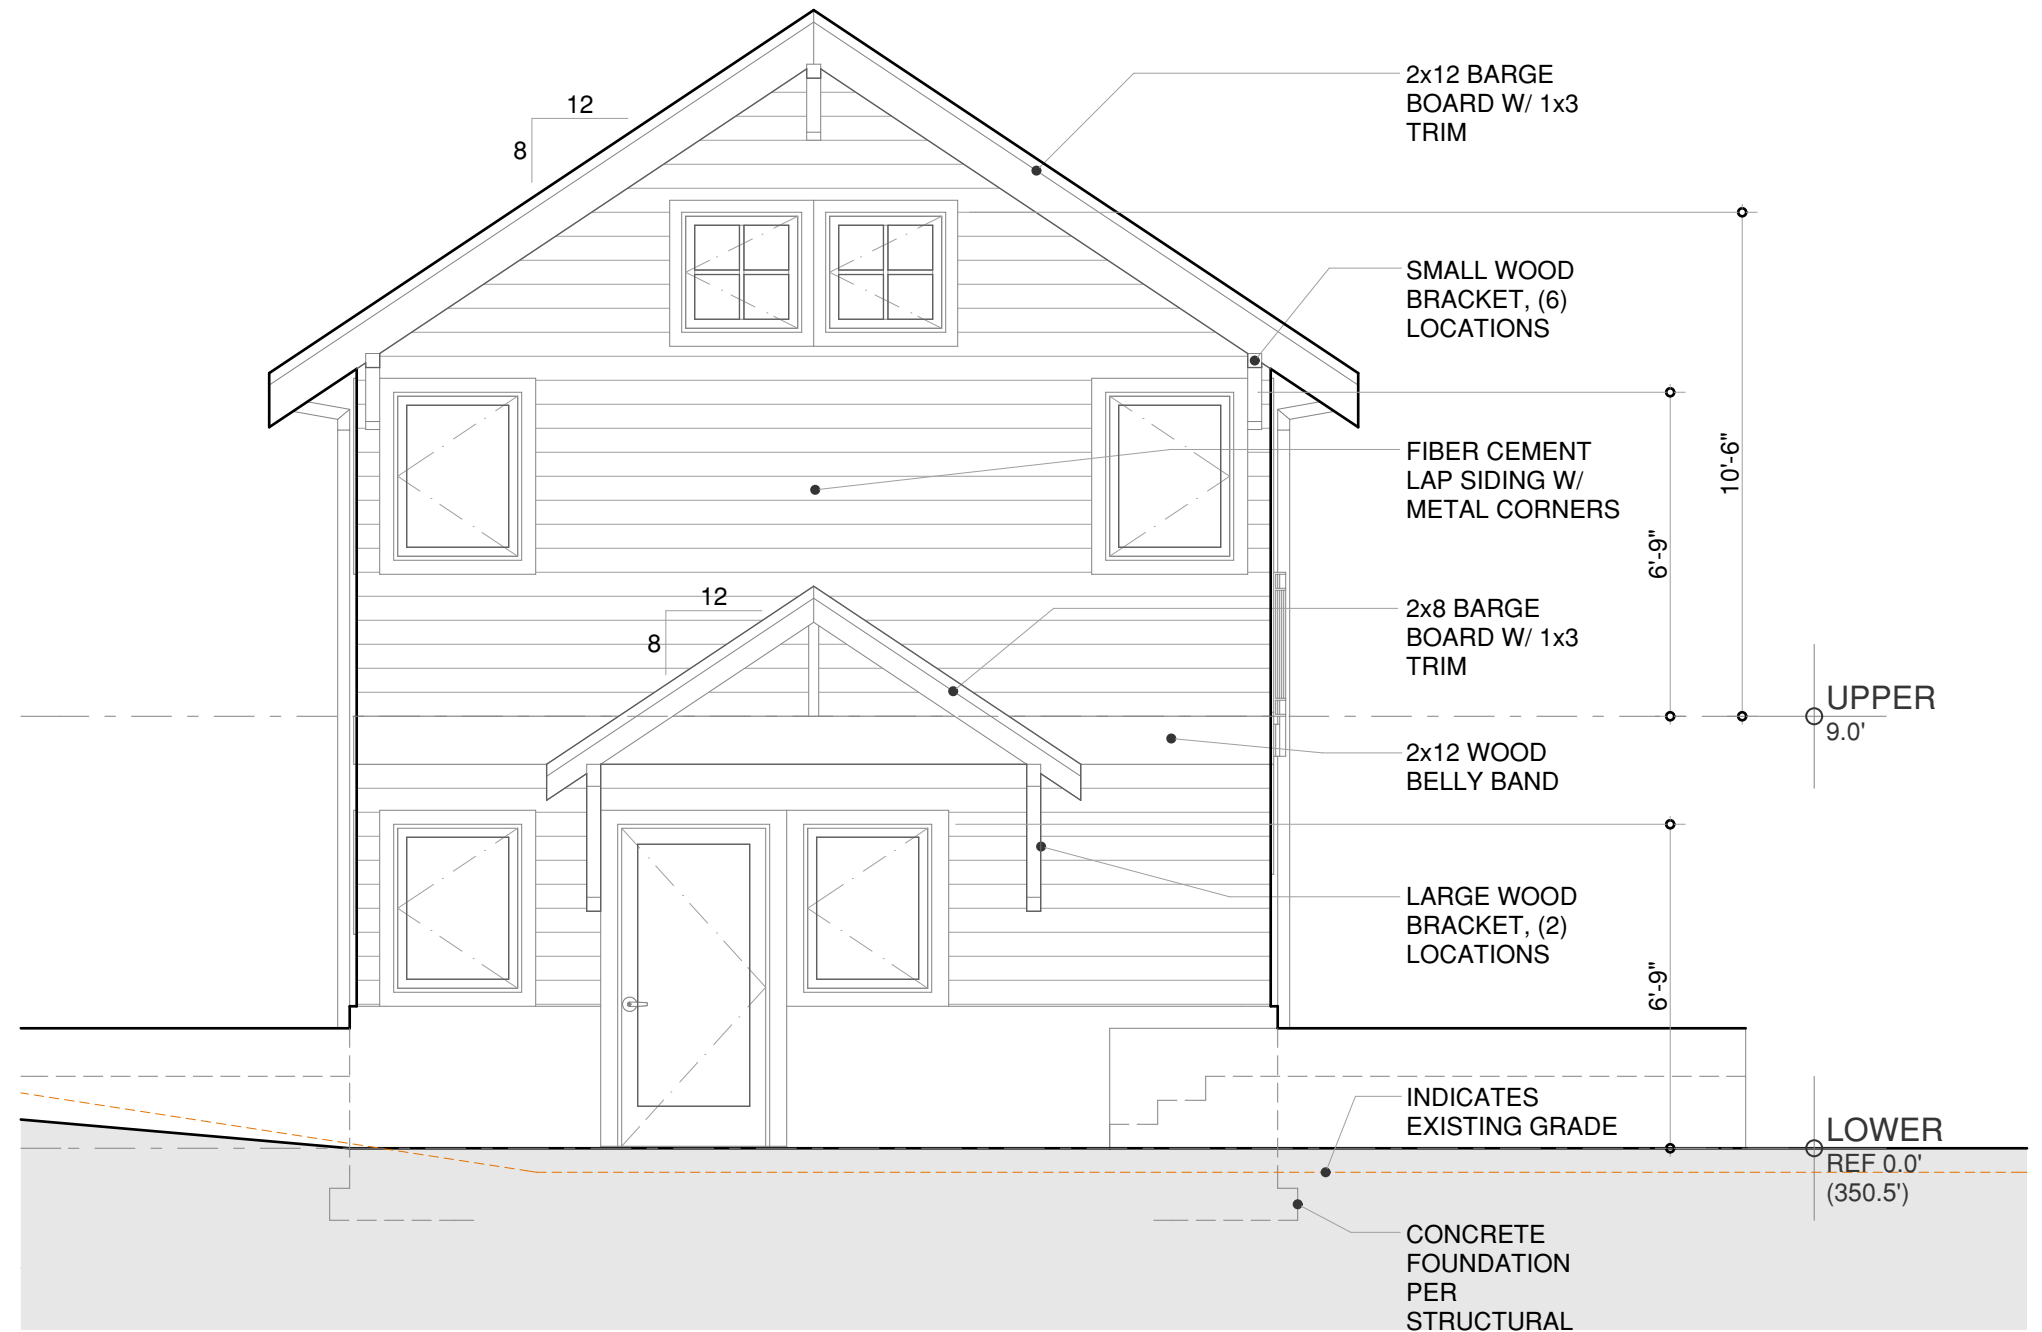 2x12 BARGE
BOARD W/ 1x3
TRIM
12
8
SMALL WOOD
BRACKET, (6)
LOCATIONS
FIBER CEMENT
LAP SIDING W/
METAL CORNERS
10'-6"
6'-9"
12
8
2x8 BARGE
BOARD W/ 1x3
TRIM
UPPER
9.0'
2x12 WOOD
BELLY BAND
LARGE WOOD
BRACKET, (2)
LOCATIONS
6'-9"
INDICATES
EXISTING GRADE
LOWER
REF 0.0'
(350.5')
CONCRETE
FOUNDATION
PER
STRUCTURAL